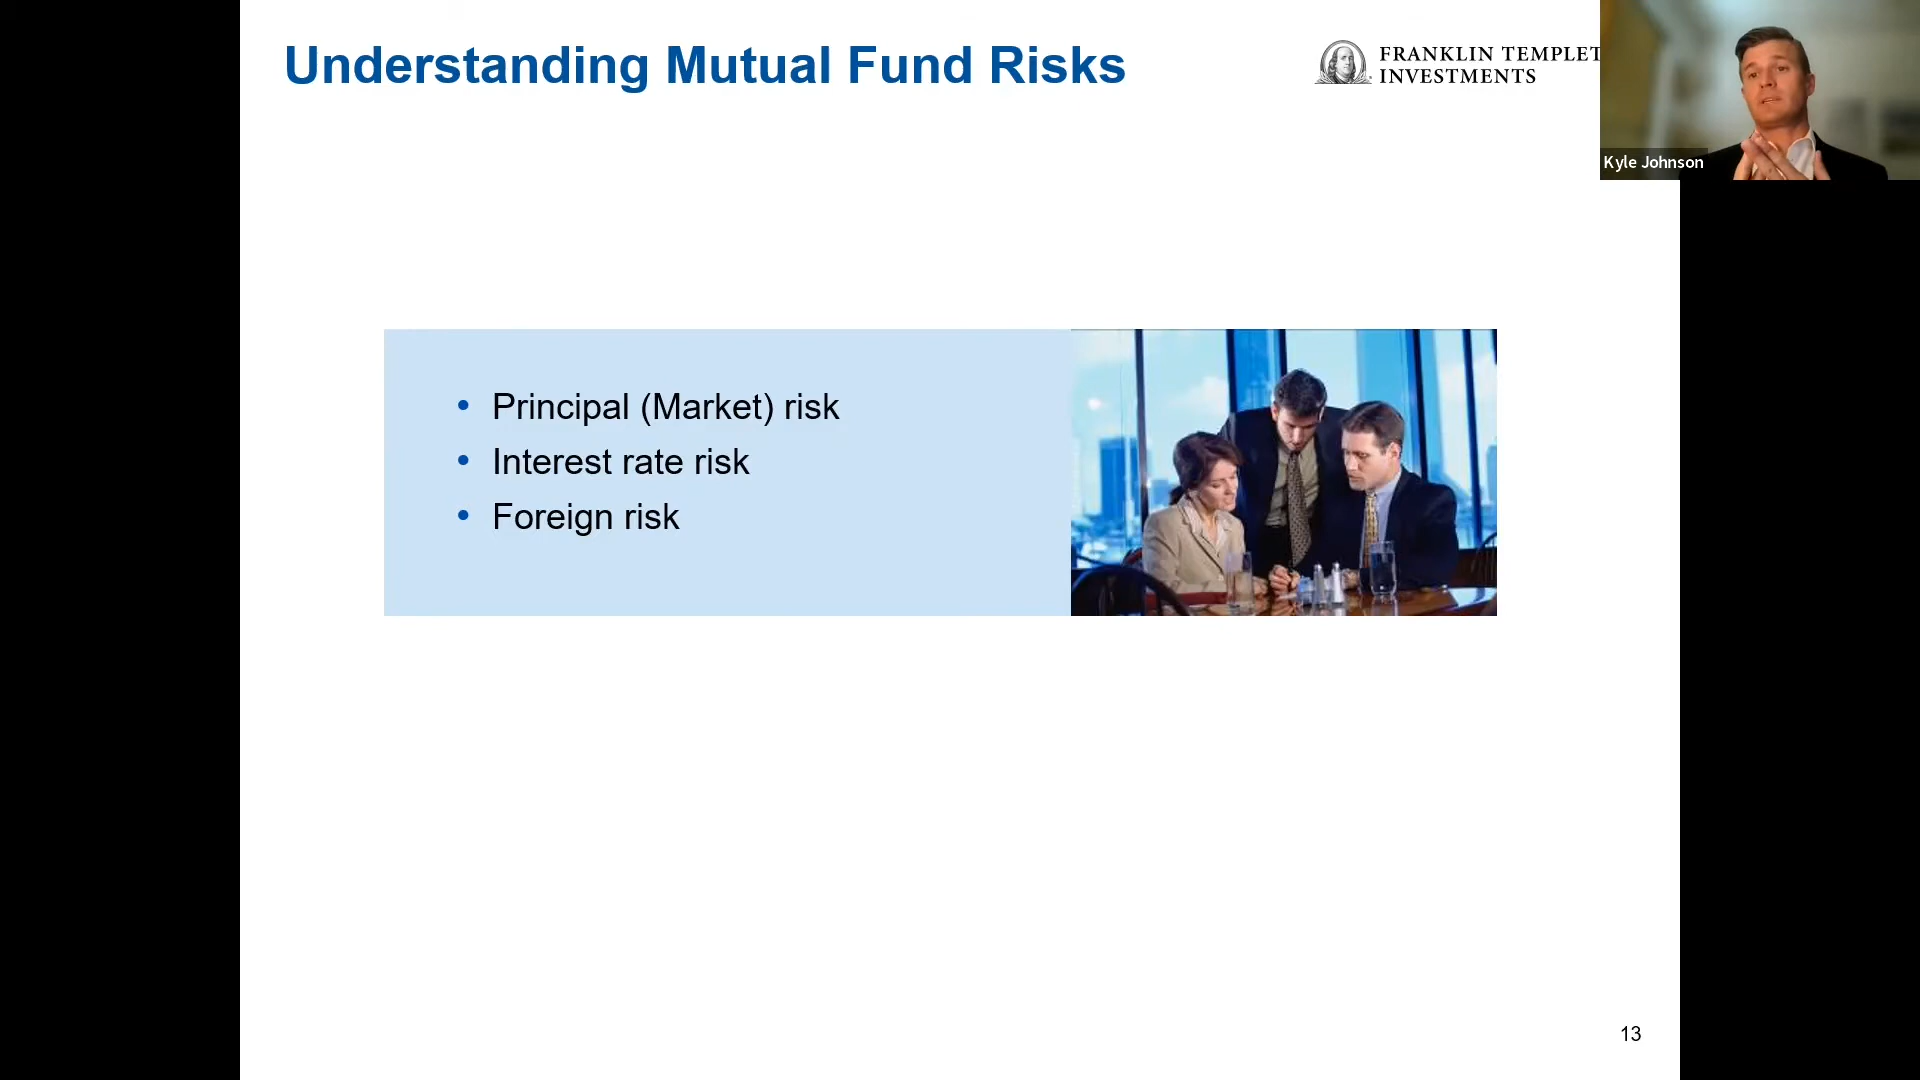 Understanding Mutual Fund Risks
FRANKLIN TEMPLET
INVESTMENTS
Kyle Johnson
• Principal (Market) risk
• Interest rate risk
• Foreign risk
13